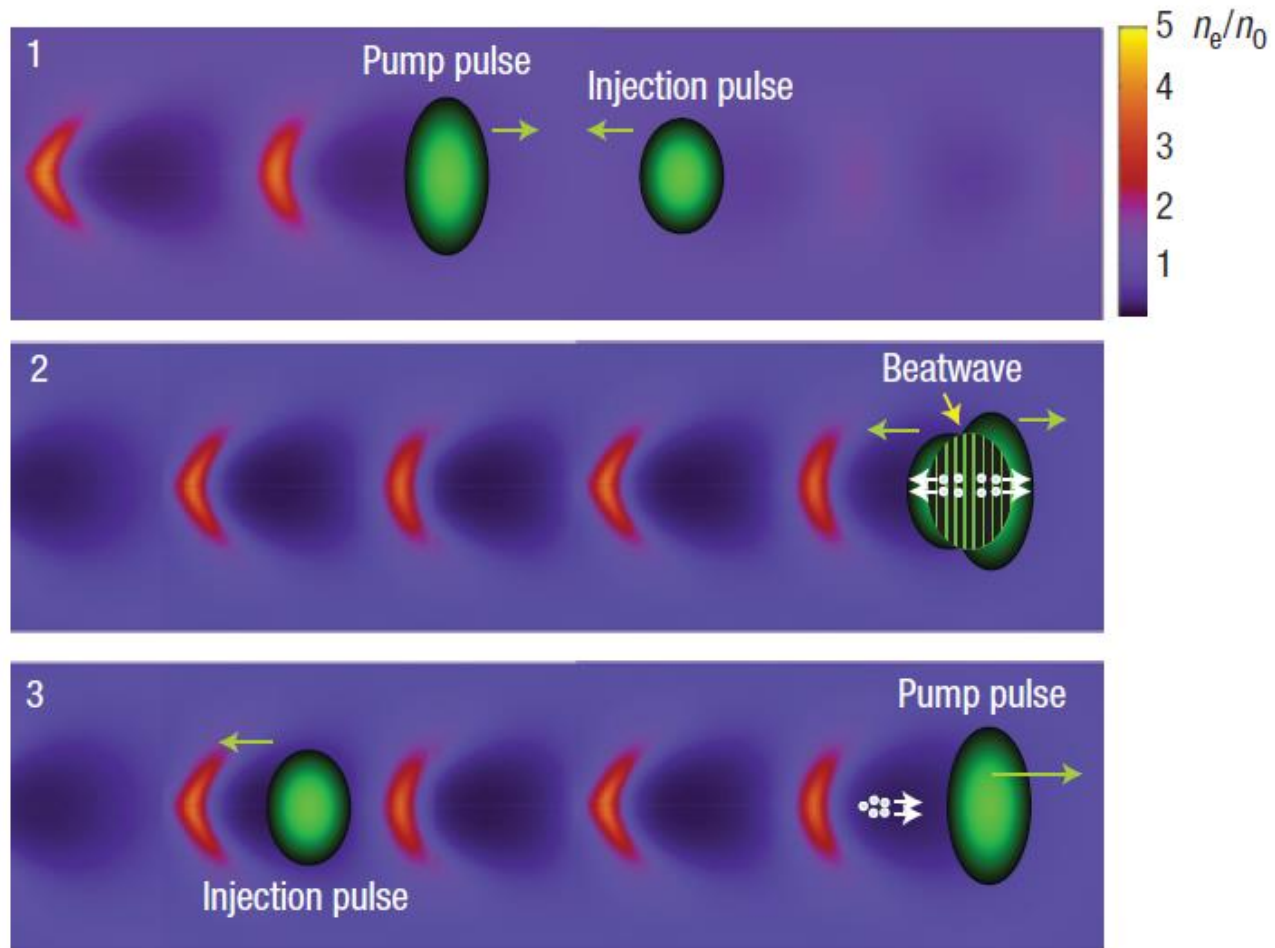 1
Pump pulse
Injection pulse
5 nₑ/n₀
4
3
2
1
2
Beatwave
3
Pump pulse
Injection pulse